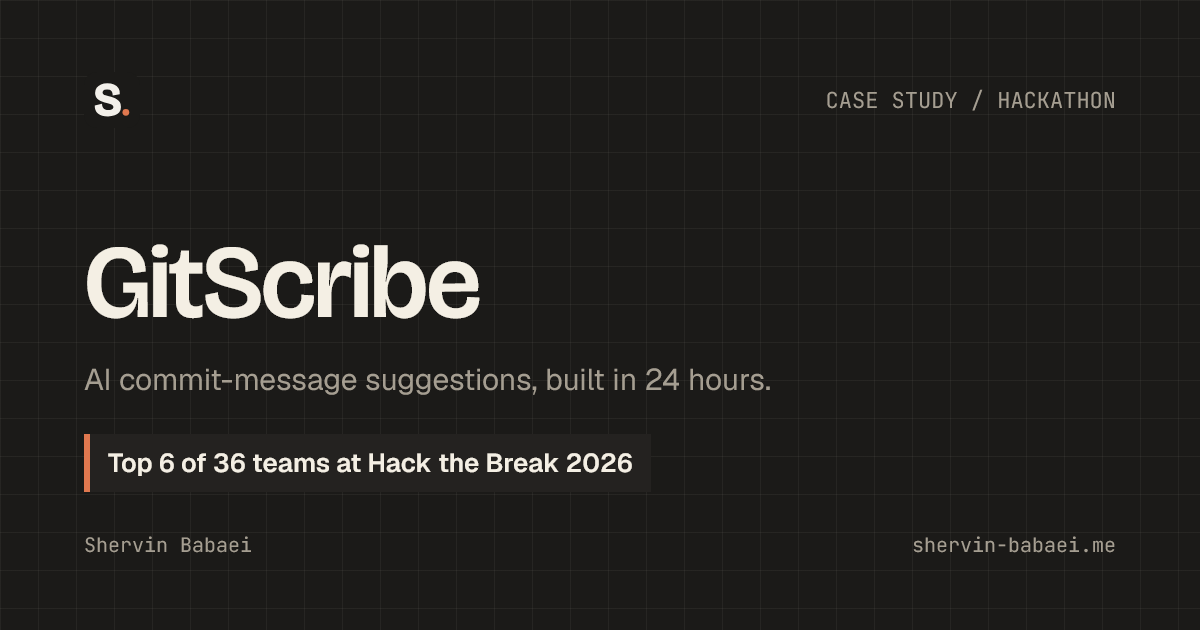 S.
CASE STUDY / HACKATHON
GitScribe
AI commit-message suggestions, built in 24 hours.
Top 6 of 36 teams at Hack the Break 2026
Shervin Babaei
shervin-babaei.me